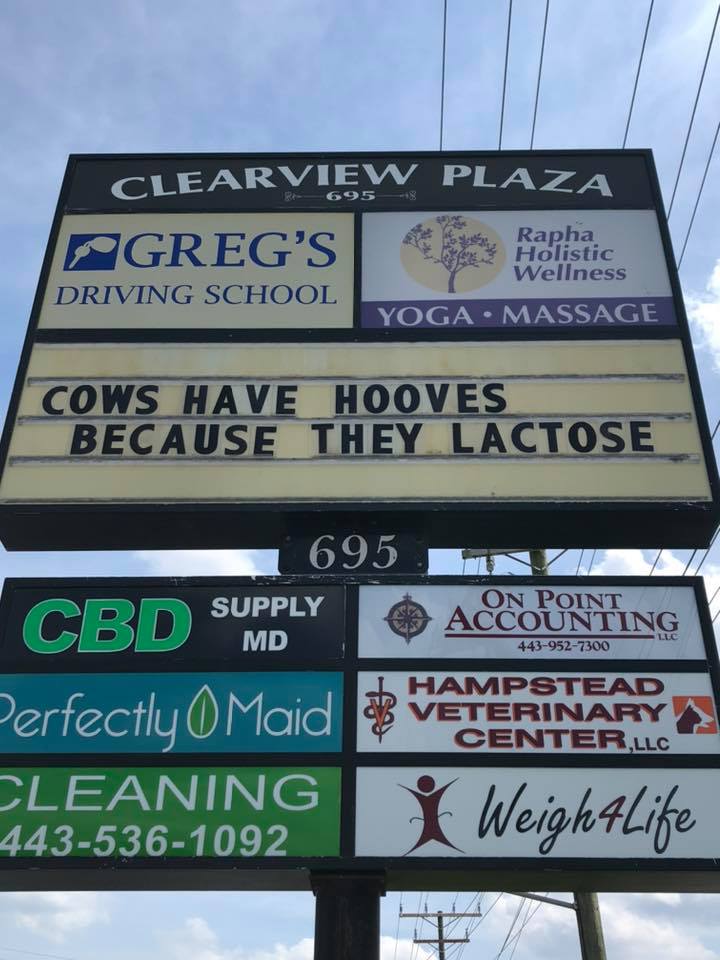 CLEARVIEW PLAZA
695
GREG'S
DRIVING SCHOOL
Rapha
Holistic
Wellness
YOGA • MASSAGE
COWS HAVE HOOVES
BECAUSE THEY LACTOSE
695
CBD SUPPLY
MD
ON POINT
ACCOUNTING LLC
443-952-7300
Perfectly Maid
HAMPSTEAD
VETERINARY
CENTER, LLC
CLEANING
443-536-1092
Weigh4Life